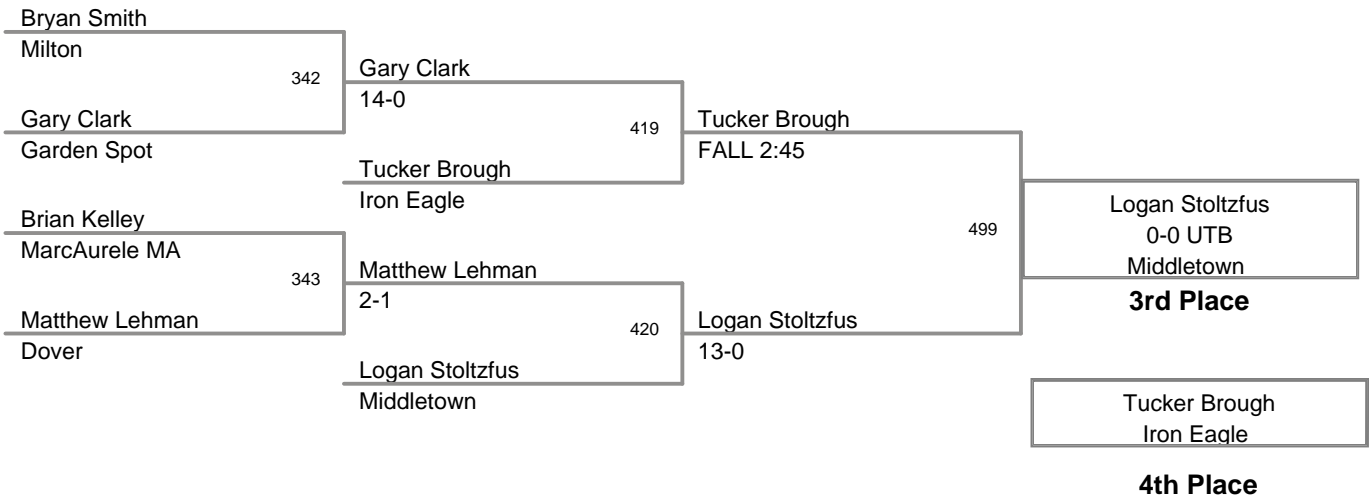 Bryan Smith
Milton
342
Gary Clark
14-0
Gary Clark
Garden Spot
419
Tucker Brough
FALL 2:45
Tucker Brough
Iron Eagle
Brian Kelley
MarcAurele MA
343
Matthew Lehman
2-1
Matthew Lehman
Dover
420
Logan Stoltzfus
13-0
Logan Stoltzfus
Middletown
499
Logan Stoltzfus
0-0 UTB
Middletown
3rd Place
Tucker Brough
Iron Eagle
4th Place